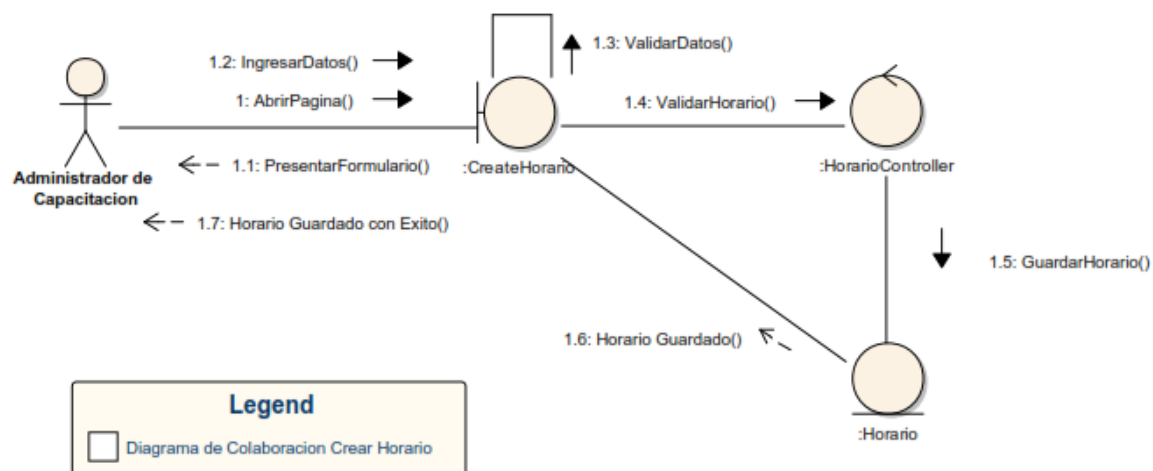 1.3: ValidarDatos()
1.2: IngresarDatos()
1: AbrirPagina()
1.4: ValidarHorario()
1.1: PresentarFormulario()
:CreateHorario
:HorarioController
Administrador de
Capacitacion
1.7: Horario Guardado con Exito()
1.5: GuardarHorario()
1.6: Horario Guardado()
:Horario
Legend
Diagrama de Colaboracion Crear Horario